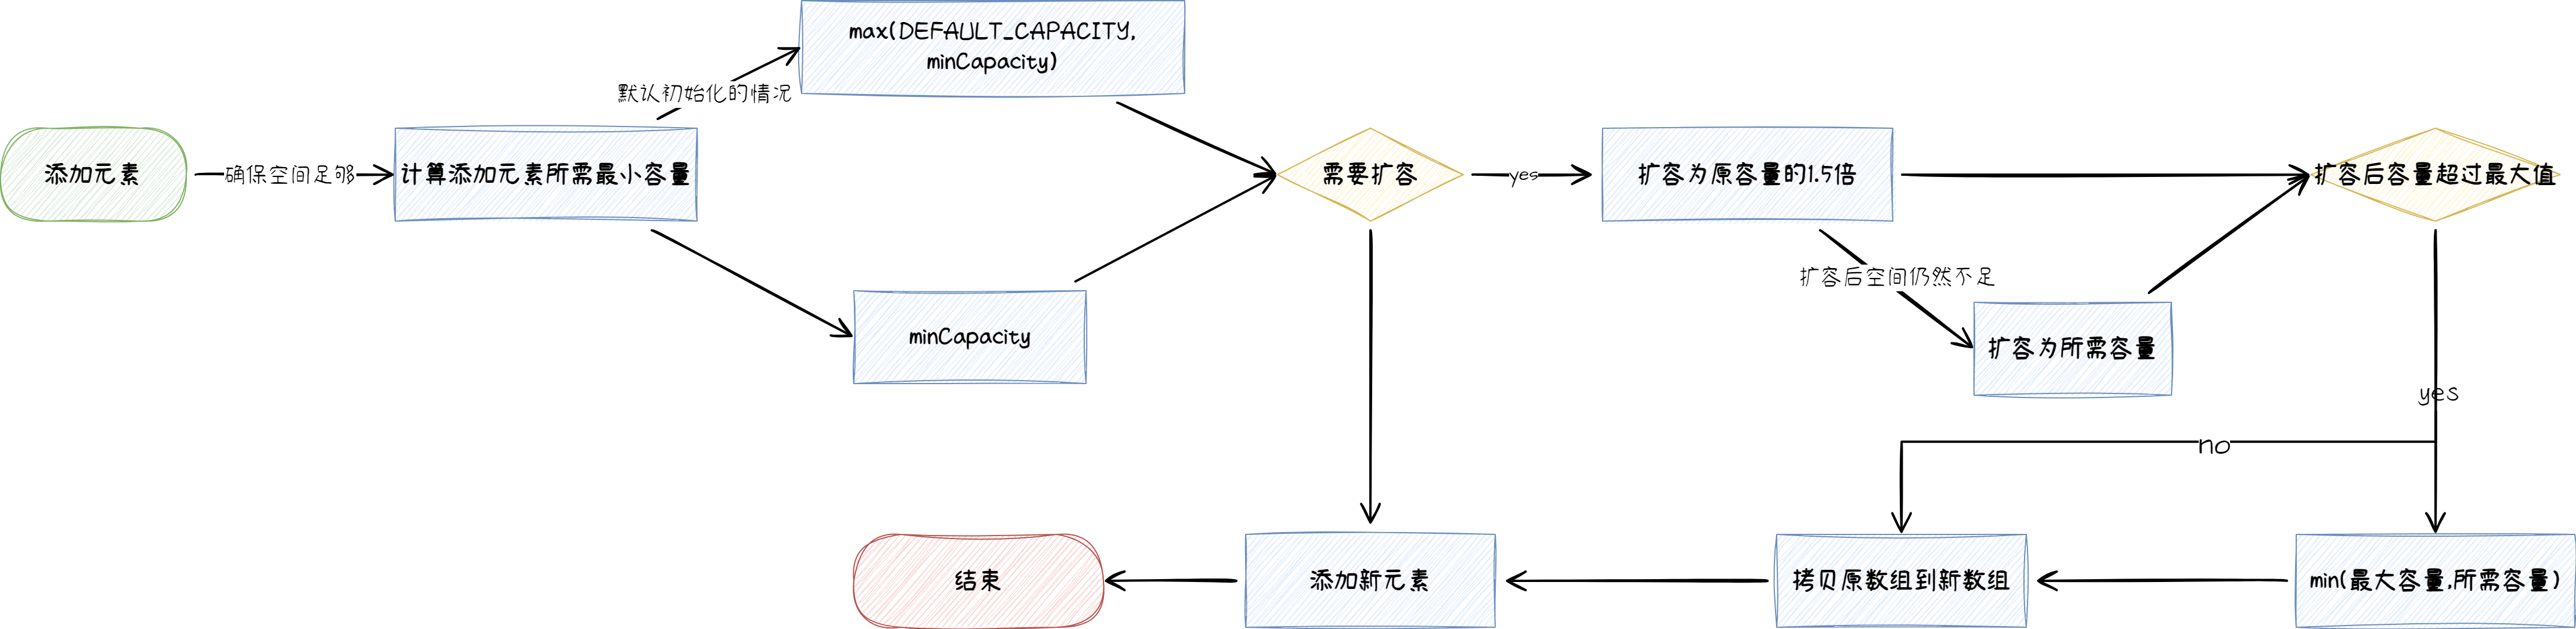 max(DEFAULT_CAPACITY,
minCapacity)
默认初始化的情况
添加元素
确保空间足够
计算添加元素所需最小容量
需要扩容
yes
扩容为原容量的1.5倍
扩容后容量超过最大值
扩容后空间仍然不足
minCapacity
扩容为所需容量
yes
no
结束
添加新元素
拷贝原数组到新数组
min(最大容量,所需容量)